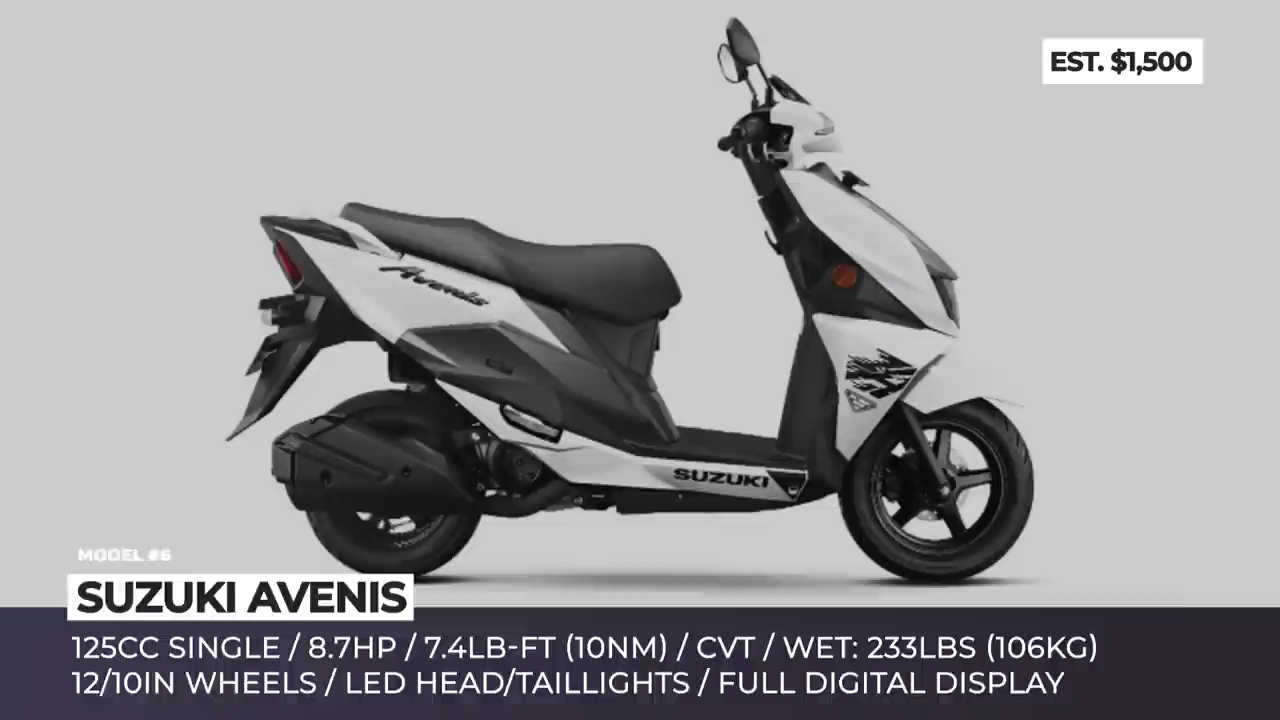 EST. $1,500
Avenis
SUZUKI
MODEL #6
SUZUKI AVENIS
125CC SINGLE / 8.7HP / 7.4LB-FT (10NM) / CVT / WET: 233LBS (106KG)
12/10IN WHEELS / LED HEAD/TAILLIGHTS / FULL DIGITAL DISPLAY